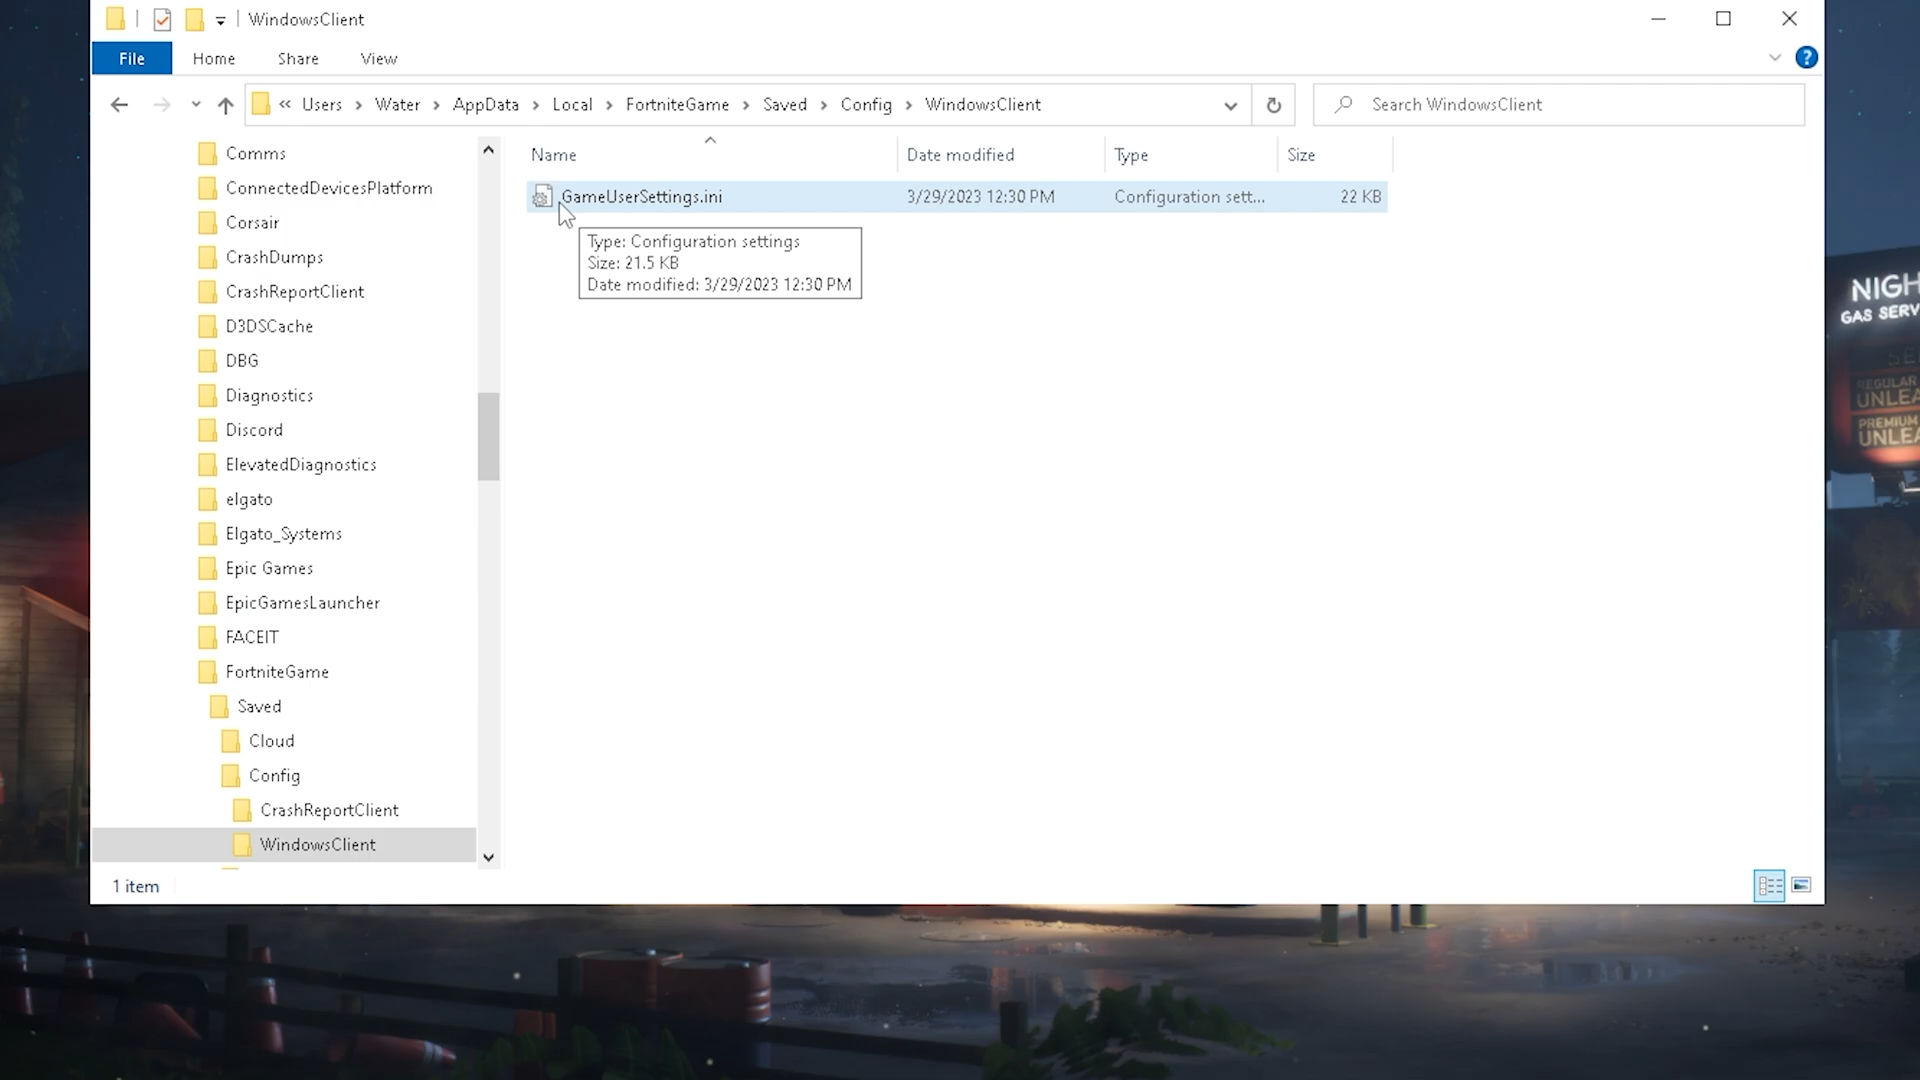 WindowsClient
File Home Share View
« Users > Water > AppData > Local > FortniteGame > Saved > Config > WindowsClient
Search WindowsClient
Name Date modified Type Size
GameUserSettings.ini 3/29/2023 12:30 PM Configuration sett... 22 KB
Type: Configuration settings
Size: 21.5 KB
Date modified: 3/29/2023 12:30 PM
Comms
ConnectedDevicesPlatform
Corsair
CrashDumps
CrashReportClient
D3DSCache
DBG
Diagnostics
Discord
ElevatedDiagnostics
elgato
Elgato_Systems
Epic Games
EpicGamesLauncher
FACEIT
FortniteGame
Saved
Cloud
Config
CrashReportClient
WindowsClient
1 item
NIGH
GAS SERV
REGULAR
UNLEA
PREMIUM
UNLEA